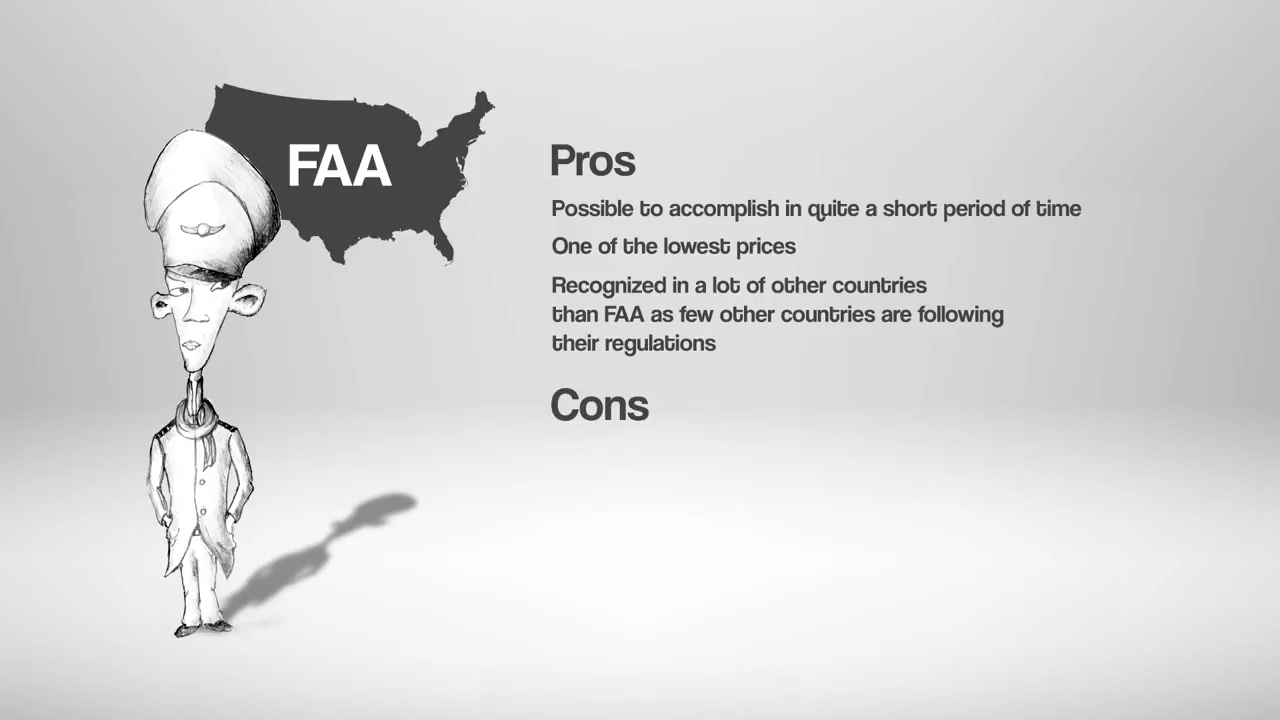 FAA
Pros
Possible to accomplish in quite a short period of time
One of the lowest prices
Recognized in a lot of other countries
than FAA as few other countries are following
their regulations
Cons